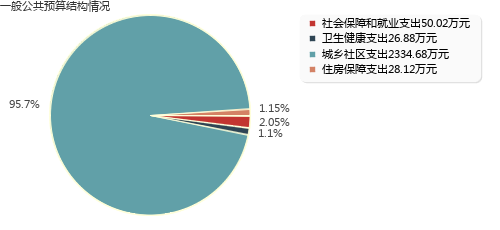 一般公共预算结构情况
社会保障和就业支出50.02万元
卫生健康支出26.88万元
城乡社区支出2334.68万元
住房保障支出28.12万元
95.7%
1.15%
2.05%
1.1%